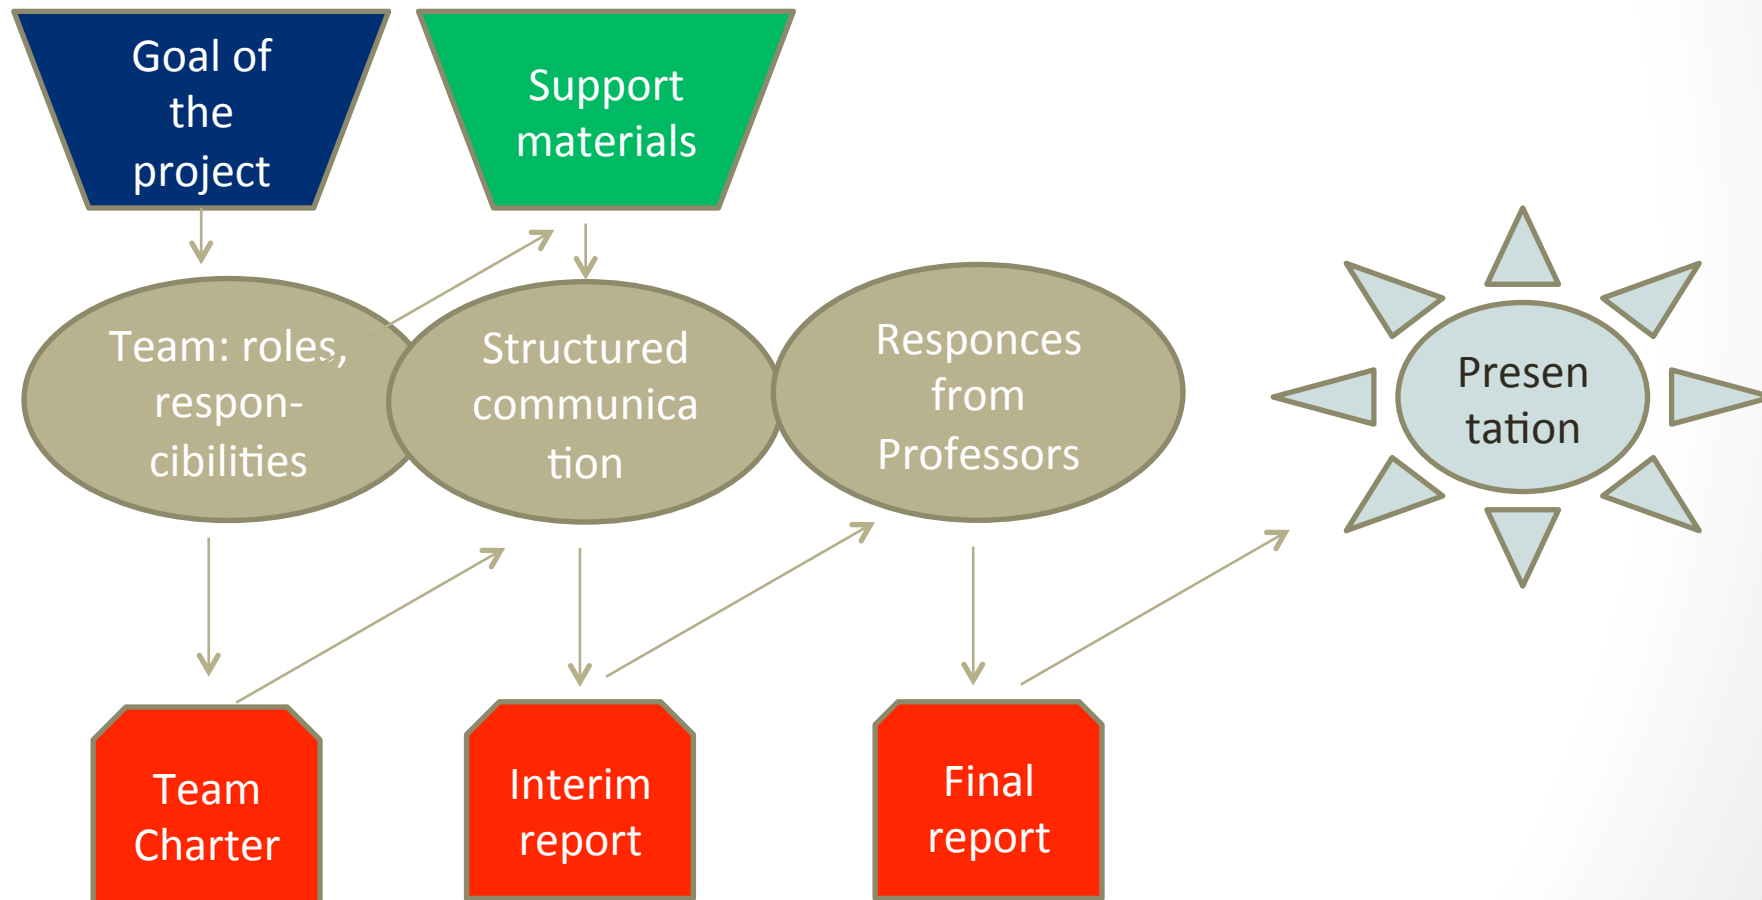 Goal of
the
project
Support
materials
Team: roles,
respon-
cibilities
Structured
communica
tion
Responces
from
Professors
Presen
tation
Team
Charter
Interim
report
Final
report